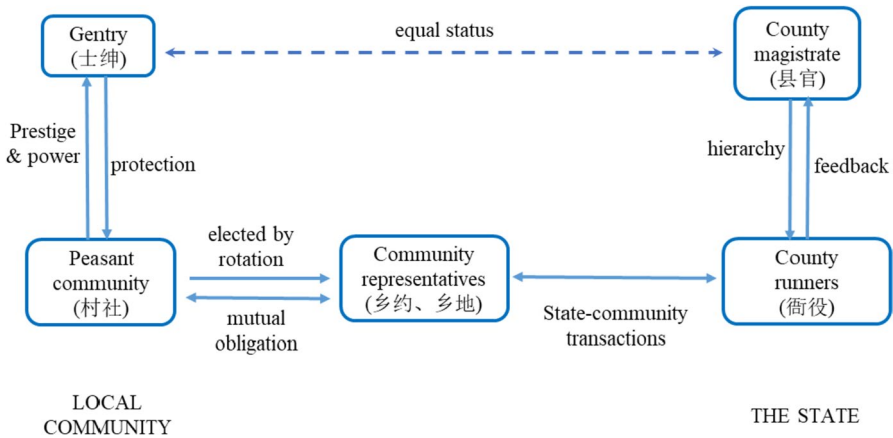 Gentry
(士绅)
equal status
County
magistrate
(县官)
Prestige
& power
protection
hierarchy
feedback
Peasant
community
(村社)
elected by
rotation
mutual
obligation
Community
representatives
(乡约、乡地)
State-community
transactions
County
runners
(衙役)
LOCAL
COMMUNITY
THE STATE